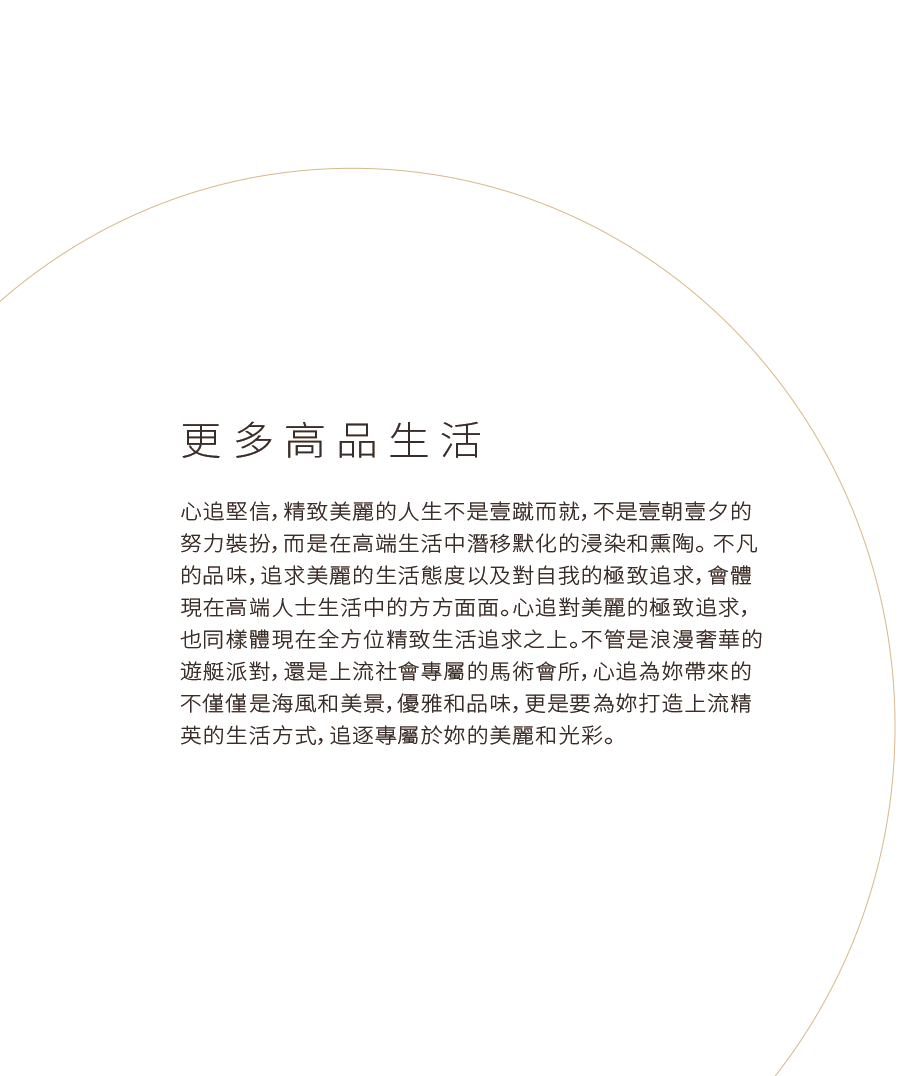 更多高品生活
心追堅信,精致美麗的人生不是壹蹴而就,不是壹朝壹夕的
努力裝扮,而是在高端生活中潛移默化的浸染和熏陶。不凡
的品味,追求美麗的生活態度以及對自我的極致追求,會體
現在高端人士生活中的方方面面。心追對美麗的極致追求,
也同樣體現在全方位精致生活追求之上。不管是浪漫奢華的
遊艇派對,還是上流社會專屬的馬術會所,心追為妳帶來的
不僅僅是海風和美景,優雅和品味,更是要為妳打造上流精
英的生活方式,追逐專屬於妳的美麗和光彩。